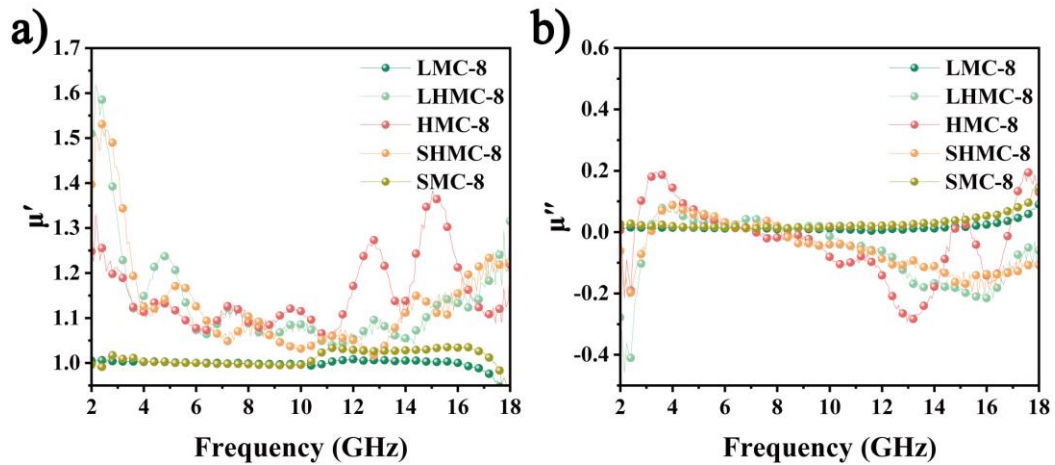 a)
1.7
1.6
1.5
1.4
1.3
1.2
1.1
1.0
μ′
2 4 6 8 10 12 14 16 18
Frequency (GHz)
LMC-8
LHMC-8
HMC-8
SHMC-8
SMC-8
b)
0.6
0.4
0.2
0.0
-0.2
-0.4
μ″
2 4 6 8 10 12 14 16 18
Frequency (GHz)
LMC-8
LHMC-8
HMC-8
SHMC-8
SMC-8